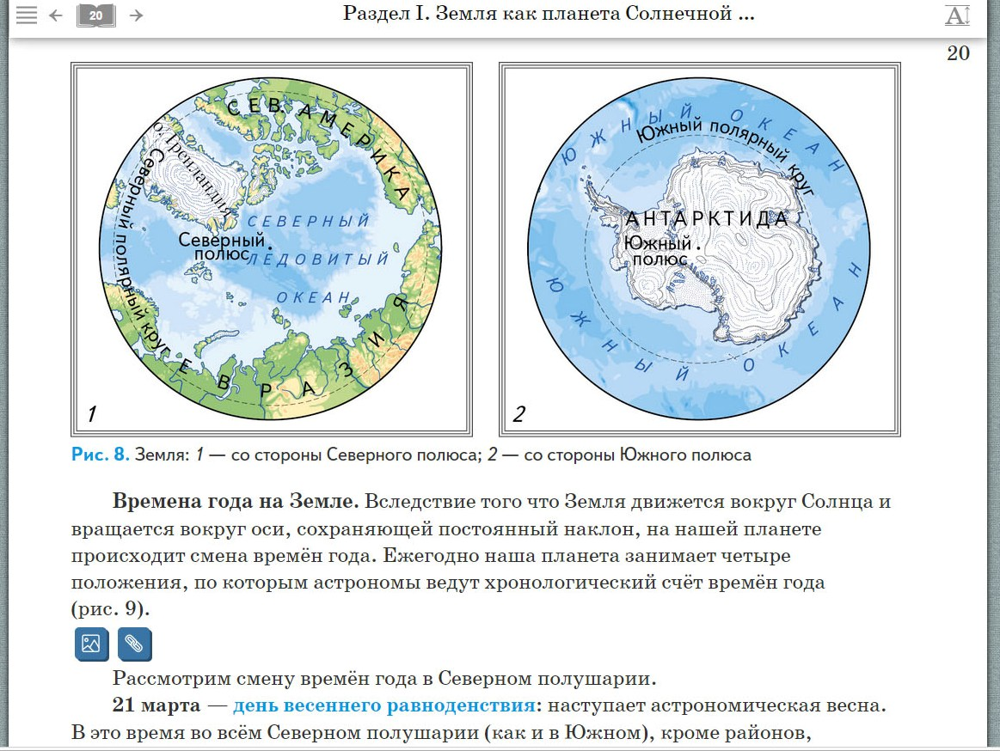 20
Раздел I. Земля как планета Солнечной ...
А
20
СЕВ. АМЕРИКА
о. Гренландия
Северный полярный круг
СЕВЕРНЫЙ
Северный
полюс
ЛЕДОВИТЫЙ
ОКЕАН
ЕВРАЗИЯ
1
ЮЖНЫЙ ОКЕАН
Южный полярный круг
АНТАРКТИДА
Южный
полюс
ЮЖНЫЙ ОКЕАН
2
Рис. 8. Земля: 1 — со стороны Северного полюса; 2 — со стороны Южного полюса
Времена года на Земле. Вследствие того что Земля движется вокруг Солнца и
вращается вокруг оси, сохраняющей постоянный наклон, на нашей планете
происходит смена времён года. Ежегодно наша планета занимает четыре
положения, по которым астрономы ведут хронологический счёт времён года
(рис. 9).
Рассмотрим смену времён года в Северном полушарии.
21 марта — день весеннего равноденствия: наступает астрономическая весна.
В это время во всём Северном полушарии (как и в Южном), кроме районов,